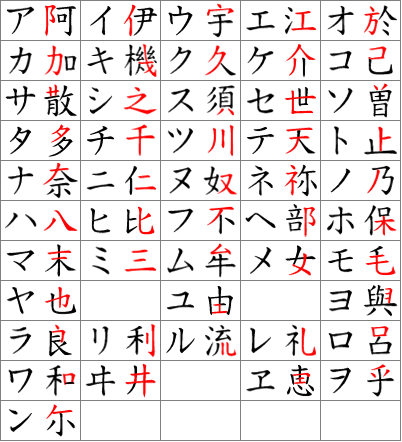 ア阿 イ伊 ウ宇 エ江 オ於
カ加 キ機 ク久 ケ介 コ己
サ散 シ之 ス須 セ世 ソ曽
タ多 チ千 ツ川 テ天 ト止
ナ奈 ニ仁 ヌ奴 ネ祢 ノ乃
ハ八 ヒ比 フ不 ヘ部 ホ保
マ末 ミ三 ム牟 メ女 モ毛
ヤ也 ユ由 ヨ與
ラ良 リ利 ル流 レ礼 ロ呂
ワ和 ヰ井 ヱ恵 ヲ乎
ン尓